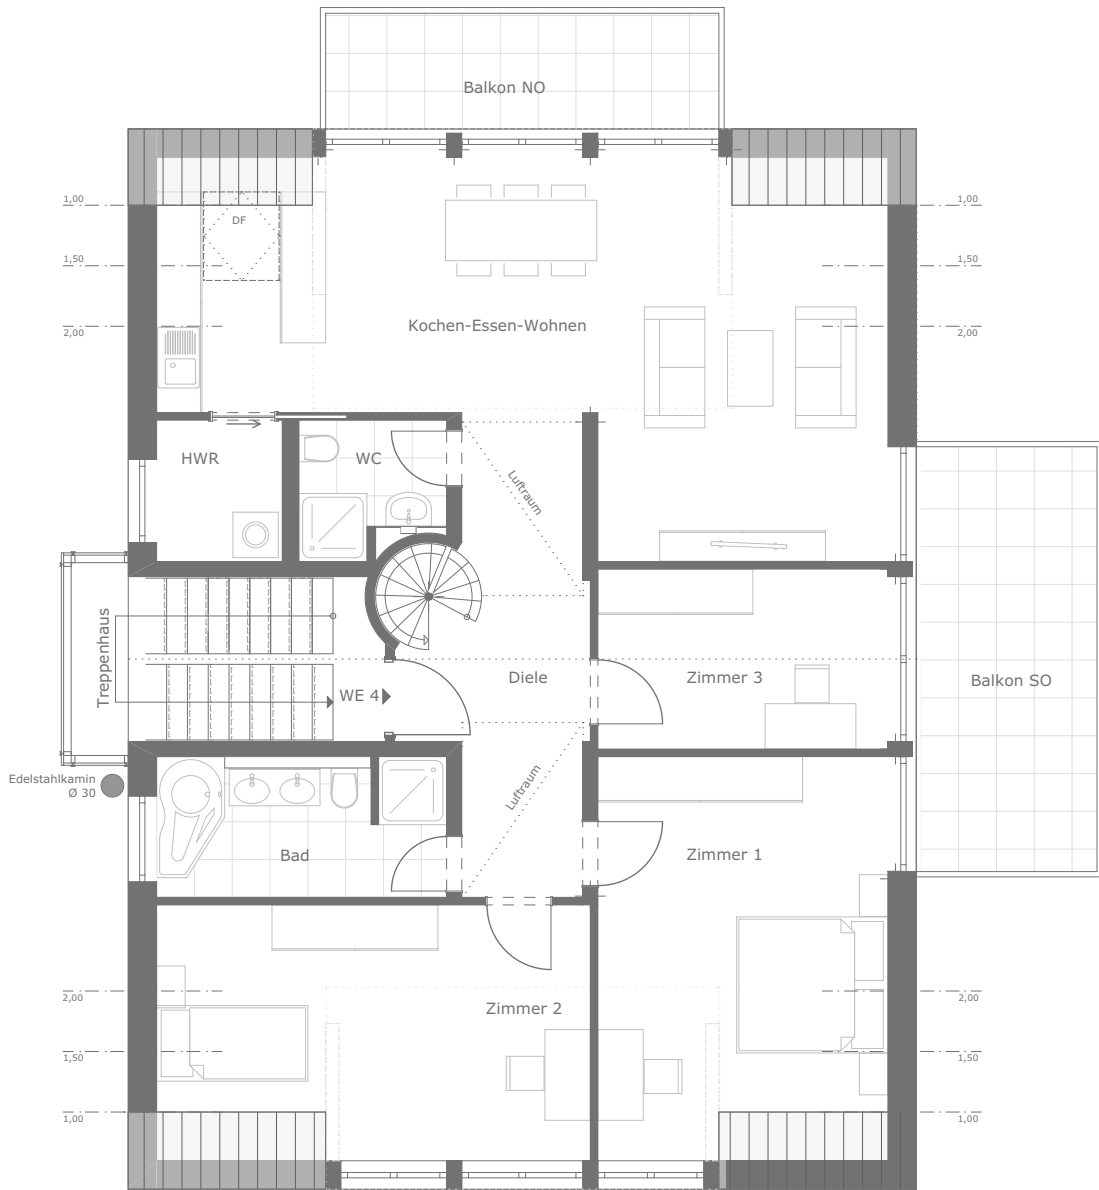 Balkon NO
1,00
1,00
DF
1,50
1,50
2,00
2,00
Kochen-Essen-Wohnen
HWR
WC
Luftraum
Treppenhaus
Diele
Zimmer 3
Balkon SO
WE 4
Edelstahlkamin
Ø 30
Luftraum
Bad
Zimmer 1
2,00
2,00
Zimmer 2
1,50
1,50
1,00
1,00